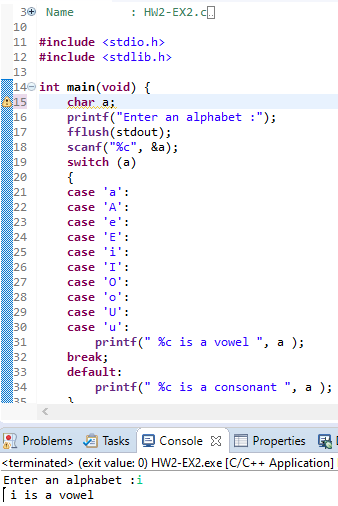 3 Name : HW2-EX2.c
10
11 #include <stdio.h>
12 #include <stdlib.h>
13
14 int main(void) {
15 char a;
16 printf("Enter an alphabet :");
17 fflush(stdout);
18 scanf("%c", &a);
19 switch (a)
20 {
21 case 'a':
22 case 'A':
23 case 'e':
24 case 'E':
25 case 'i':
26 case 'I':
27 case 'O':
28 case 'o':
29 case 'U':
30 case 'u':
31 printf(" %c is a vowel ", a );
32 break;
33 default:
34 printf(" %c is a consonant ", a );
35 }
Problems Tasks Console Properties
<terminated> (exit value: 0) HW2-EX2.exe [C/C++ Application]
Enter an alphabet :i
i is a vowel